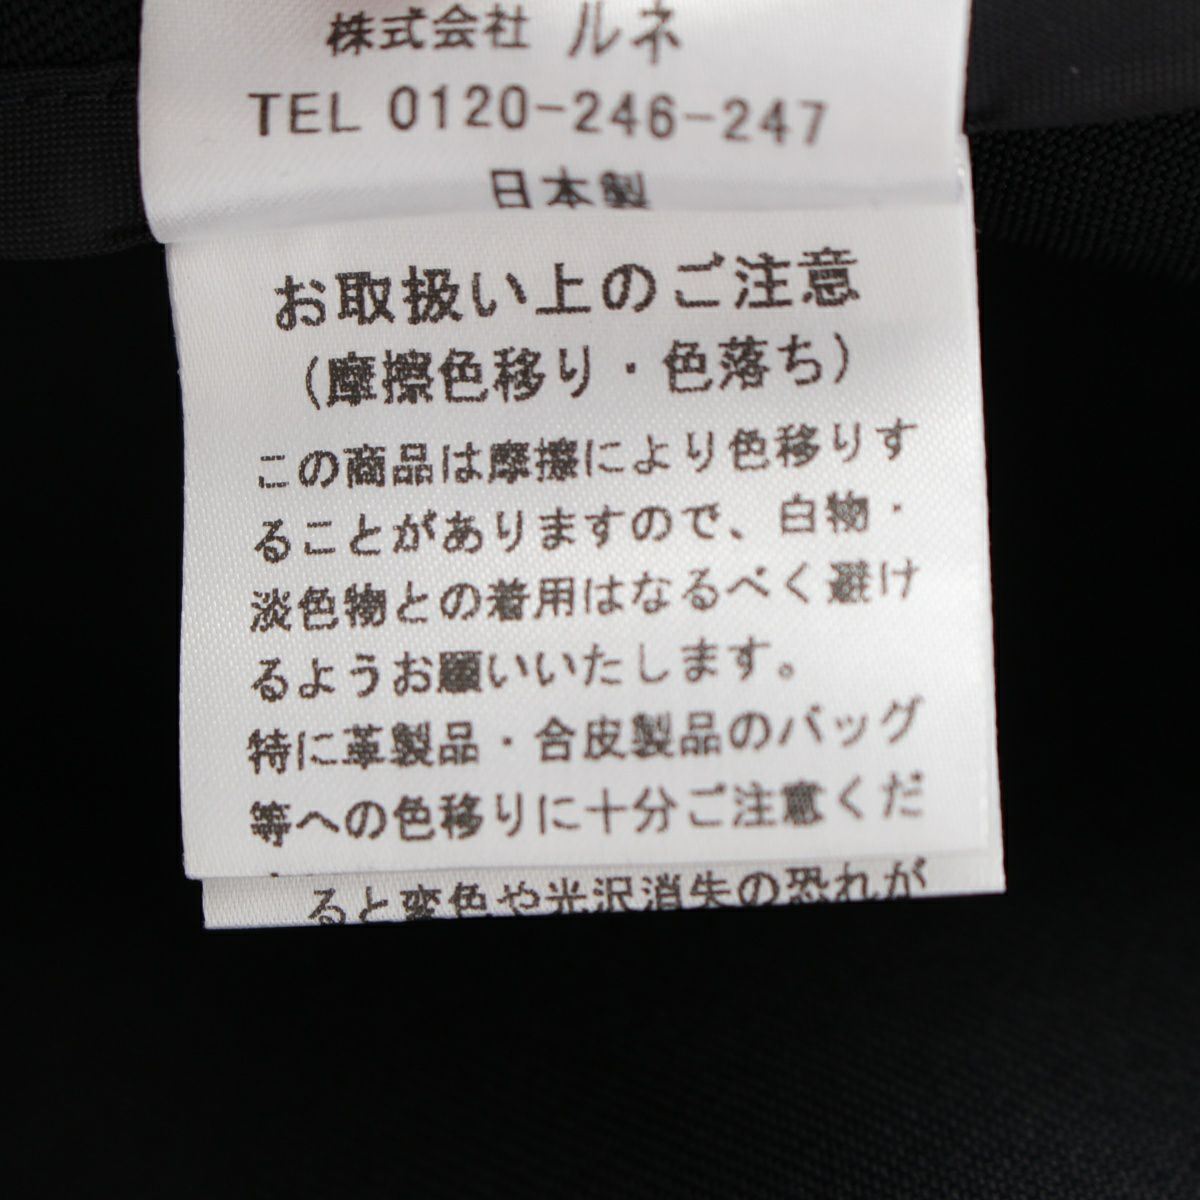 株式会社 ルネ
TEL 0120-246-247
日本製
お取扱い上のご注意
(摩擦色移り・色落ち)
この商品は摩擦により色移りす
ることがありますので、白物・
淡色物との着用はなるべく避け
るようお願いいたします。
特に革製品・合皮製品のバッグ
等への色移りに十分ご注意くだ
ると変色や光沢消失の恐れが